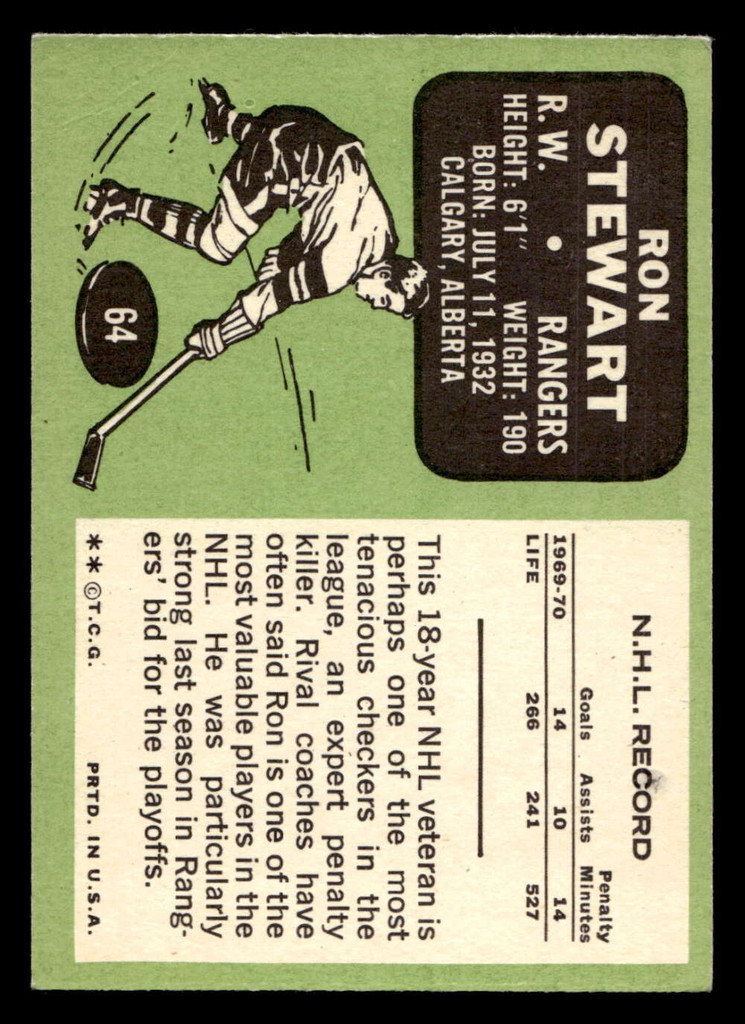 RON
STEWART
R. W. • RANGERS
HEIGHT: 6'1" WEIGHT: 190
BORN: JULY 11, 1932
CALGARY, ALBERTA
64
N.H.L. RECORD
Goals Assists Penalty Minutes
1969-70 14 10 14
LIFE 266 241 527
This 18-year NHL veteran is
perhaps one of the most
tenacious checkers in the
league, an expert penalty
killer. Rival coaches have
often said Ron is one of the
most valuable players in the
NHL. He was particularly
strong last season in Rang-
ers' bid for the playoffs.
** © T.C.G. PRTD. IN U.S.A.